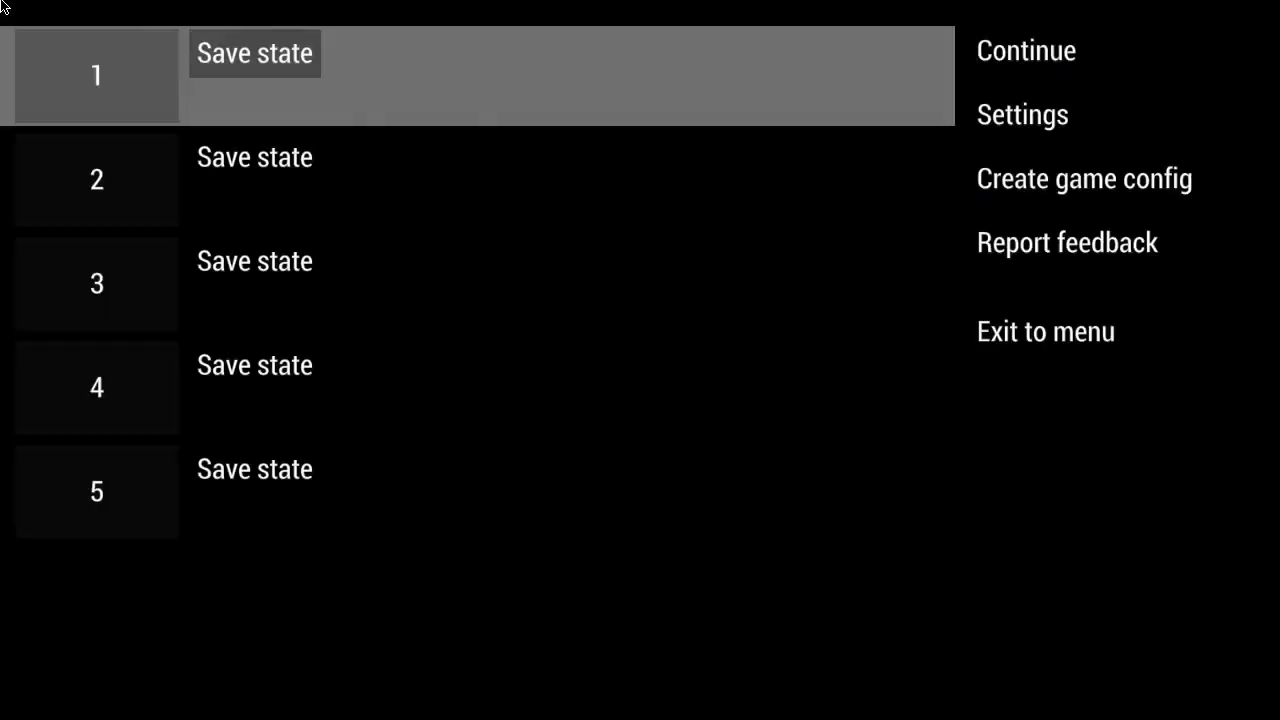 1
Save state
2
Save state
3
Save state
4
Save state
5
Save state
Continue
Settings
Create game config
Report feedback
Exit to menu